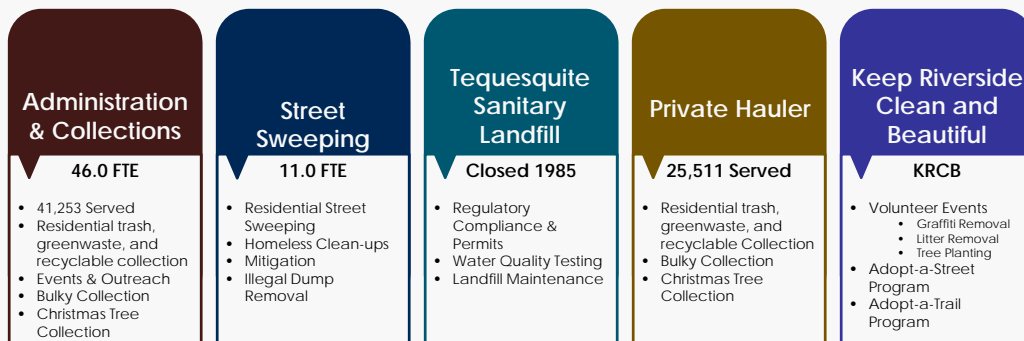 Administration
& Collections
46.0 FTE
• 41,253 Served
• Residential trash,
greenwaste, and
recyclable collection
• Events & Outreach
• Bulky Collection
• Christmas Tree
Collection
Street
Sweeping
11.0 FTE
• Residential Street
Sweeping
• Homeless Clean-ups
• Mitigation
• Illegal Dump
Removal
Tequesquite
Sanitary
Landfill
Closed 1985
• Regulatory
Compliance &
Permits
• Water Quality Testing
• Landfill Maintenance
Private Hauler
25,511 Served
• Residential trash,
greenwaste, and
recyclable Collection
• Bulky Collection
• Christmas Tree
Collection
Keep Riverside
Clean and
Beautiful
KRCB
• Volunteer Events
• Graffiti Removal
• Litter Removal
• Tree Planting
• Adopt-a-Street
Program
• Adopt-a-Trail
Program